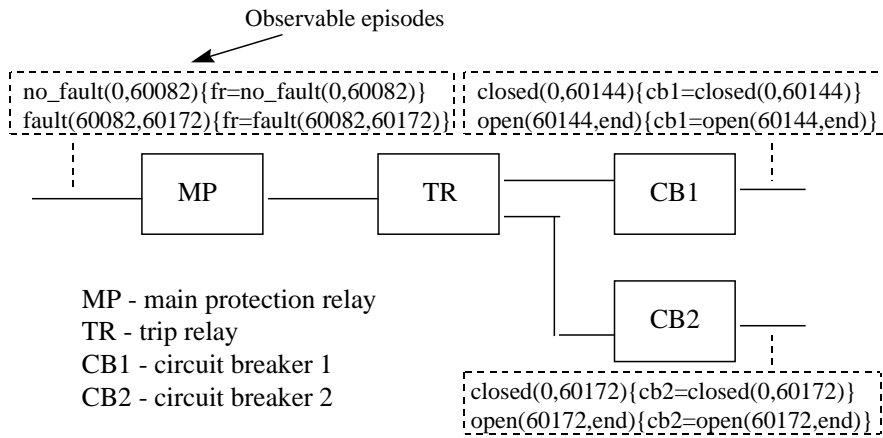 Observable episodes
no_fault(0,60082){fr=no_fault(0,60082)}
fault(60082,60172){fr=fault(60082,60172)}
closed(0,60144){cb1=closed(0,60144)}
open(60144,end){cb1=open(60144,end)}
MP
TR
CB1
CB2
MP - main protection relay
TR - trip relay
CB1 - circuit breaker 1
CB2 - circuit breaker 2
closed(0,60172){cb2=closed(0,60172)}
open(60172,end){cb2=open(60172,end)}